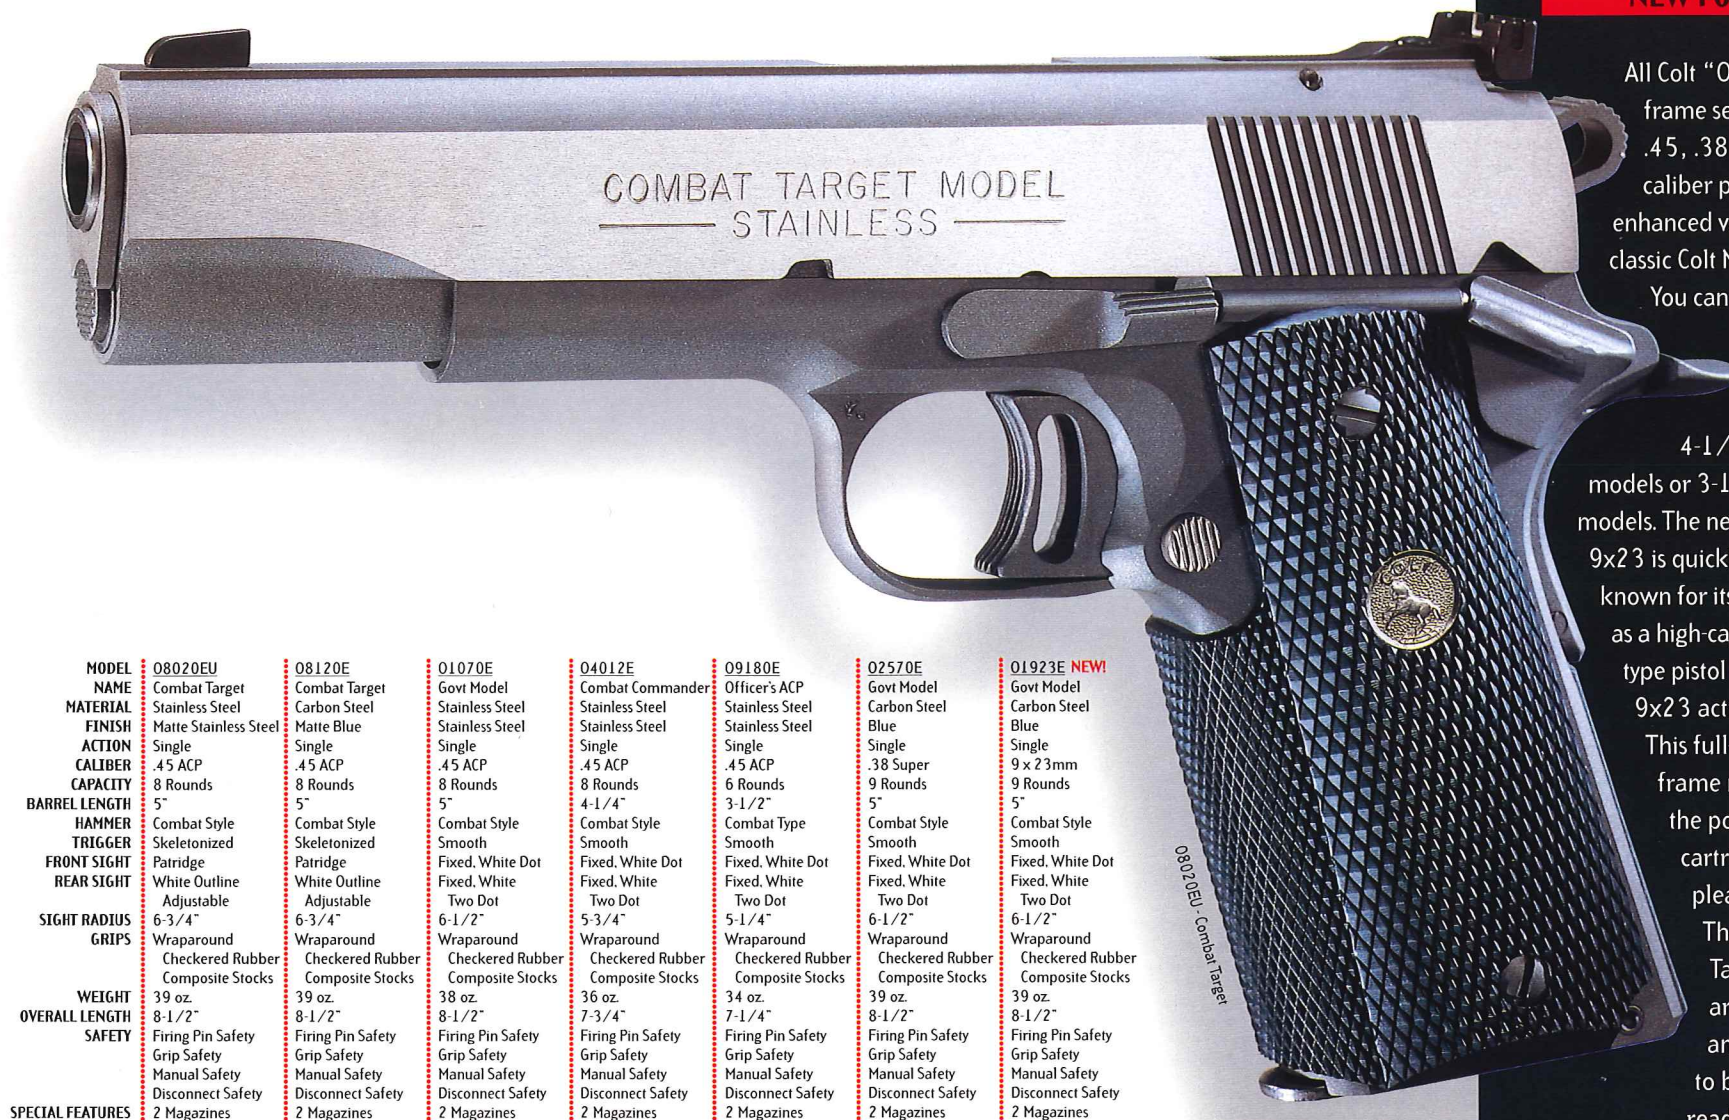 COMBAT TARGET MODEL
STAINLESS
COLT
All Colt "O
frame se
.45, .38
caliber p
enhanced v
classic Colt N
You can
4-1/
models or 3-1
models. The ne
9x23 is quick
known for its
as a high-ca
type pistol
9x23 act
This full
frame
the po
cartr
plea
Th
Ta
ar
an
to b
read
08020EU - Combat Target
MODEL 08020EU 08120E 01070E 04012E 09180E 02570E 01923E NEW!
NAME Combat Target Combat Target Govt Model Combat Commander Officer's ACP Govt Model Govt Model
MATERIAL Stainless Steel Carbon Steel Stainless Steel Stainless Steel Stainless Steel Carbon Steel Carbon Steel
FINISH Matte Stainless Steel Matte Blue Stainless Steel Stainless Steel Stainless Steel Blue Blue
ACTION Single Single Single Single Single Single Single
CALIBER .45 ACP .45 ACP .45 ACP .45 ACP .45 ACP .38 Super 9 x 23mm
CAPACITY 8 Rounds 8 Rounds 8 Rounds 8 Rounds 6 Rounds 9 Rounds 9 Rounds
BARREL LENGTH 5" 5" 5" 4-1/4" 3-1/2" 5" 5"
HAMMER Combat Style Combat Style Combat Style Combat Style Combat Type Combat Style Combat Style
TRIGGER Skeletonized Skeletonized Smooth Smooth Smooth Smooth Smooth
FRONT SIGHT Patridge Patridge Fixed, White Dot Fixed, White Dot Fixed, White Dot Fixed, White Dot Fixed, White Dot
REAR SIGHT White Outline White Outline Fixed, White Fixed, White Fixed, White Fixed, White Fixed, White
Adjustable Adjustable Two Dot Two Dot Two Dot Two Dot Two Dot
SIGHT RADIUS 6-3/4" 6-3/4" 6-1/2" 5-3/4" 5-1/4" 6-1/2" 6-1/2"
GRIPS Wraparound Wraparound Wraparound Wraparound Wraparound Wraparound Wraparound
Checkered Rubber Checkered Rubber Checkered Rubber Checkered Rubber Checkered Rubber Checkered Rubber Checkered Rubber
Composite Stocks Composite Stocks Composite Stocks Composite Stocks Composite Stocks Composite Stocks Composite Stocks
WEIGHT 39 oz. 39 oz. 38 oz. 36 oz. 34 oz. 39 oz. 39 oz.
OVERALL LENGTH 8-1/2" 8-1/2" 8-1/2" 7-3/4" 7-1/4" 8-1/2" 8-1/2"
SAFETY Firing Pin Safety Firing Pin Safety Firing Pin Safety Firing Pin Safety Firing Pin Safety Firing Pin Safety Firing Pin Safety
Grip Safety Grip Safety Grip Safety Grip Safety Grip Safety Grip Safety Grip Safety
Manual Safety Manual Safety Manual Safety Manual Safety Manual Safety Manual Safety Manual Safety
Disconnect Safety Disconnect Safety Disconnect Safety Disconnect Safety Disconnect Safety Disconnect Safety Disconnect Safety
SPECIAL FEATURES 2 Magazines 2 Magazines 2 Magazines 2 Magazines 2 Magazines 2 Magazines 2 Magazines